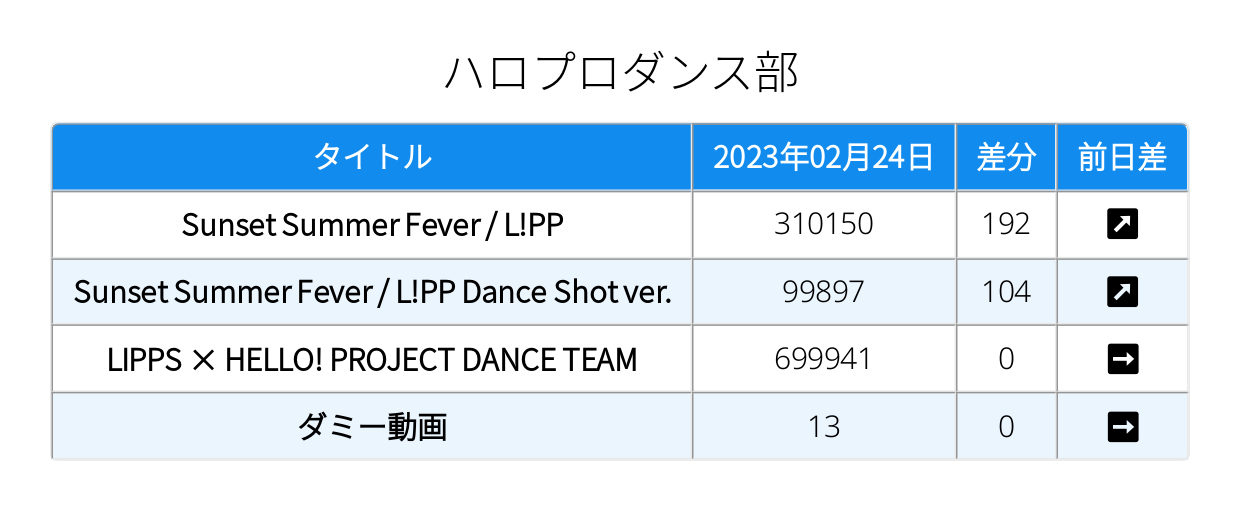 ハロプロダンス部
タイトル 2023年02月24日 差分 前日差
Sunset Summer Fever / L!PP 310150 192 ↗
Sunset Summer Fever / L!PP Dance Shot ver. 99897 104 ↗
LIPPS × HELLO! PROJECT DANCE TEAM 699941 0 →
ダミー動画 13 0 →